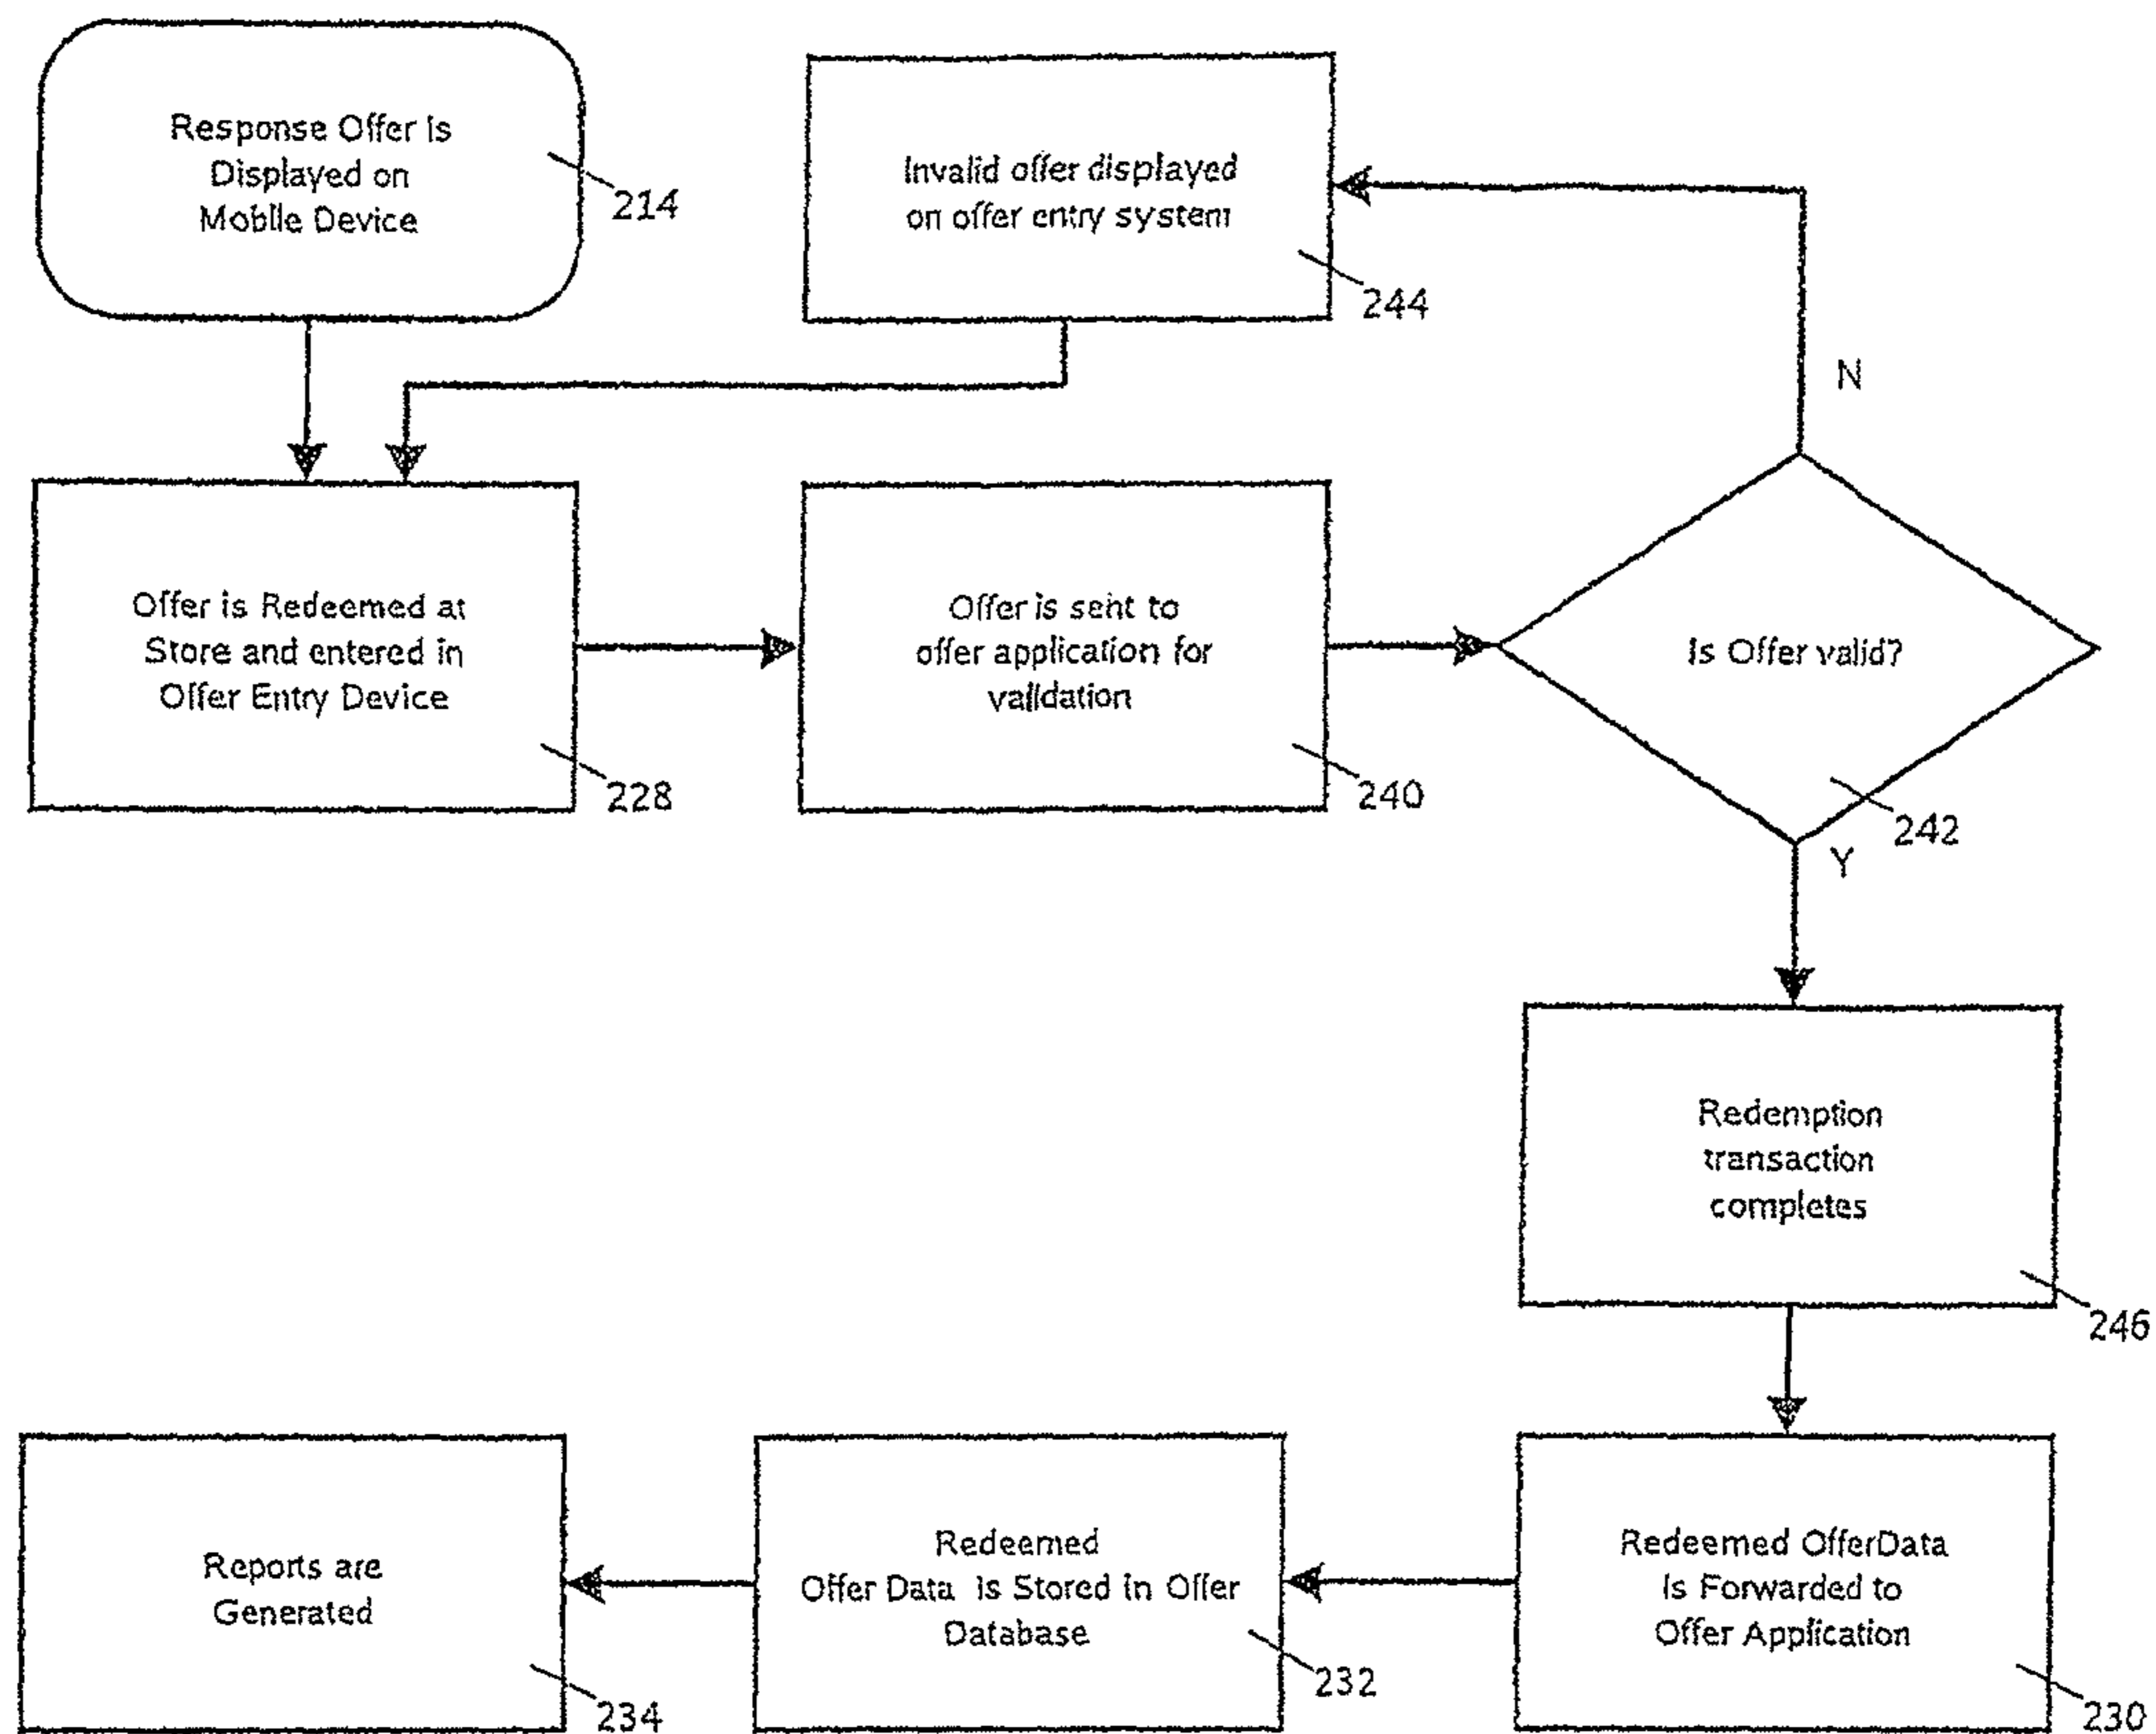 Response Offer is
Displayed on
Mobile Device
214
Invalid offer displayed
on offer entry system
244
N
Offer is Redeemed at
Store and entered in
Offer Entry Device
228
Offer is sent to
offer application for
validation
240
Is Offer valid?
242
Y
Redemption
transaction
completes
246
Reports are
Generated
234
Redeemed
Offer Data is Stored in Offer
Database
232
Redeemed OfferData
is Forwarded to
Offer Application
230